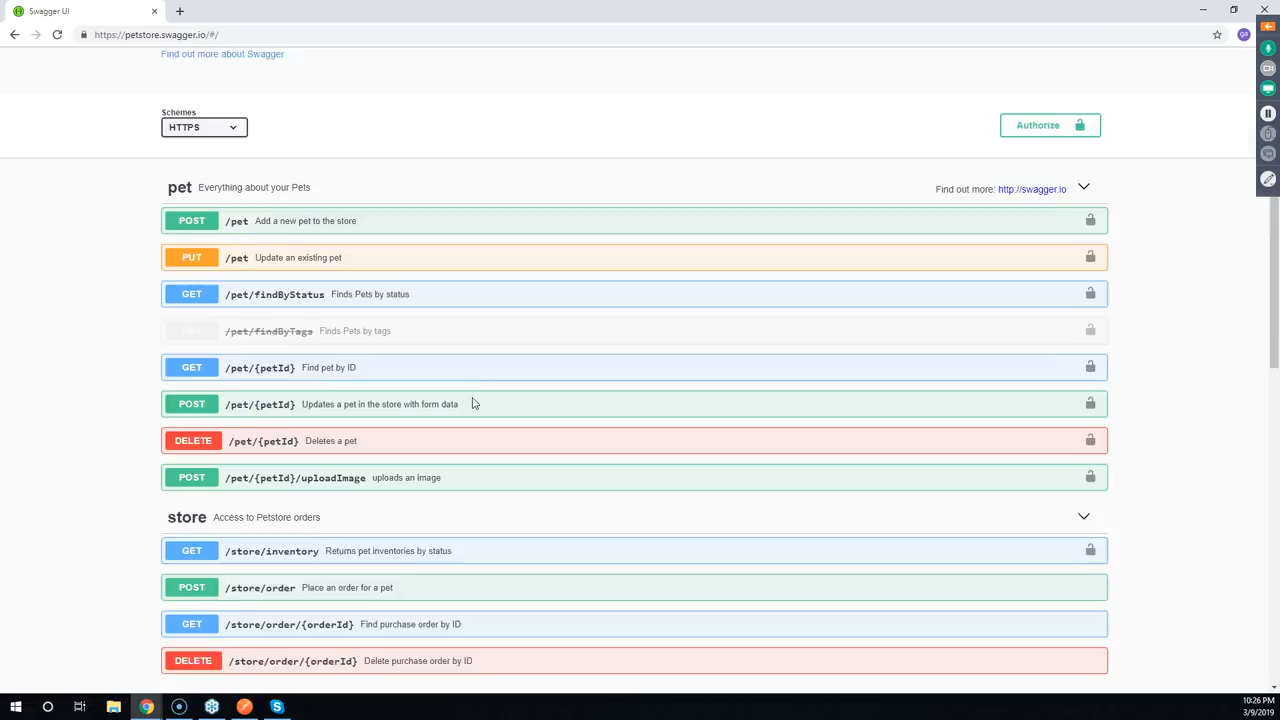 Swagger UI
https://petstore.swagger.io/#/
ga
Find out more about Swagger
Schemes
HTTPS
Authorize
pet Everything about your Pets
Find out more: http://swagger.io
POST /pet Add a new pet to the store
PUT /pet Update an existing pet
GET /pet/findByStatus Finds Pets by status
GET /pet/findByTags Finds Pets by tags
GET /pet/{petId} Find pet by ID
POST /pet/{petId} Updates a pet in the store with form data
DELETE /pet/{petId} Deletes a pet
POST /pet/{petId}/uploadImage uploads an image
store Access to Petstore orders
GET /store/inventory Returns pet inventories by status
POST /store/order Place an order for a pet
GET /store/order/{orderId} Find purchase order by ID
DELETE /store/order/{orderId} Delete purchase order by ID
10:26 PM
3/9/2019